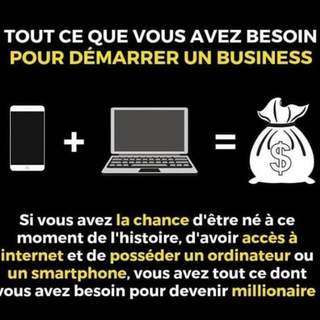 TOUT CE QUE VOUS AVEZ BESOIN
POUR DÉMARRER UN BUSINESS
+
=
$
Si vous avez la chance d'être né à ce
moment de l'histoire, d'avoir accès à
internet et de posséder un ordinateur ou
un smartphone, vous avez tout ce dont
vous avez besoin pour devenir millionaire